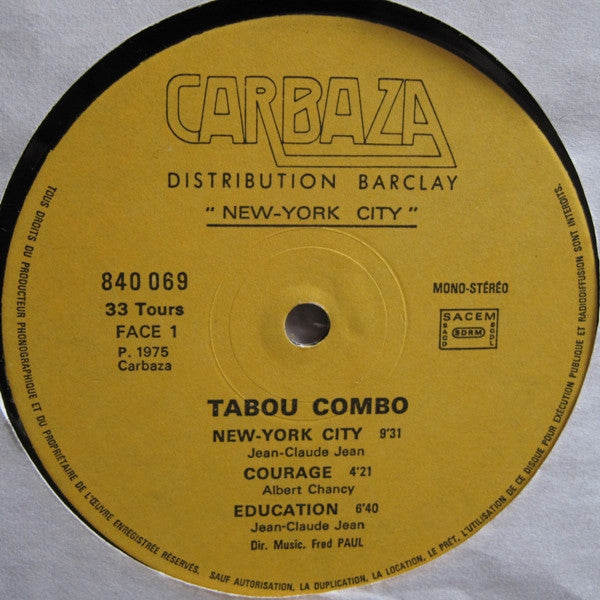 CARBAZA
DISTRIBUTION BARCLAY
" NEW-YORK CITY "
840 069
33 Tours
FACE 1
P. 1975
Carbaza
MONO-STÉRÉO
SACEM
SACD SDRM SGDL
TABOU COMBO
NEW-YORK CITY 9'31
Jean-Claude Jean
COURAGE 4'21
Albert Chancy
EDUCATION 6'40
Jean-Claude Jean
Dir. Music. Fred PAUL
TOUS DROITS DU PRODUCTEUR PHONOGRAPHIQUE ET DU PROPRIÉTAIRE DE L'ŒUVRE ENREGISTRÉE RÉSERVÉS. SAUF AUTORISATION, LA DUPLICATION, LA LOCATION, LE PRÊT, L'UTILISATION DE CE DISQUE POUR EXÉCUTION PUBLIQUE ET RADIODIFFUSION SONT INTERDITS.